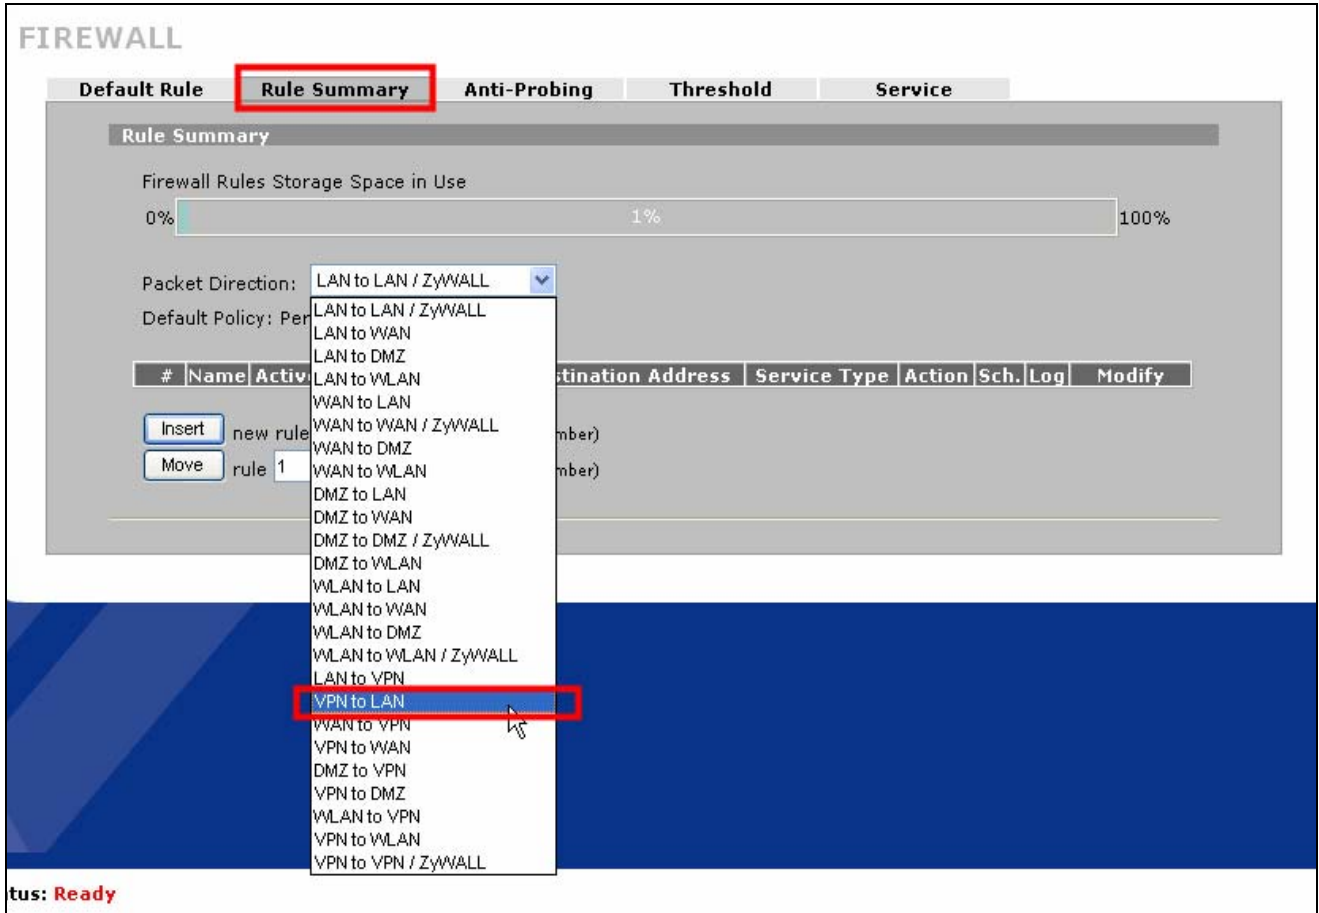 FIREWALL
Default Rule Rule Summary Anti-Probing Threshold Service
Rule Summary
Firewall Rules Storage Space in Use
0% 1% 100%
Packet Direction: LAN to LAN / ZyWALL
Default Policy: Per
LAN to LAN / ZyWALL
LAN to WAN
LAN to DMZ
LAN to WLAN
WAN to LAN
WAN to WAN / ZyWALL
WAN to DMZ
WAN to WLAN
DMZ to LAN
DMZ to WAN
DMZ to DMZ / ZyWALL
DMZ to WLAN
WLAN to LAN
WLAN to WAN
WLAN to DMZ
WLAN to WLAN / ZyWALL
LAN to VPN
VPN to LAN
WAN to VPN
VPN to WAN
DMZ to VPN
VPN to DMZ
WLAN to VPN
VPN to WLAN
VPN to VPN / ZyWALL
# Name Activ stination Address Service Type Action Sch. Log Modify
Insert new rule mber)
Move rule 1 mber)
tus: Ready